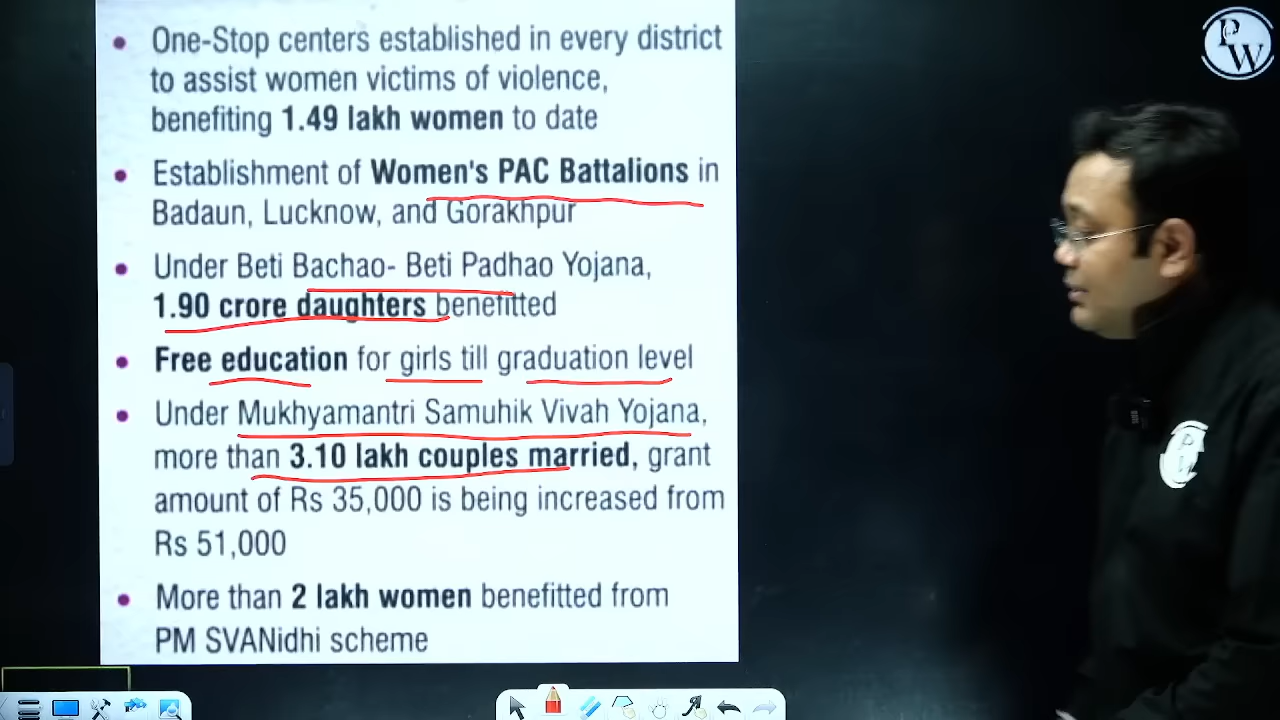 One-Stop centers established in every district
to assist women victims of violence,
benefiting 1.49 lakh women to date
Establishment of Women's PAC Battalions in
Badaun, Lucknow, and Gorakhpur
Under Beti Bachao- Beti Padhao Yojana,
1.90 crore daughters benefitted
Free education for girls till graduation level
Under Mukhyamantri Samuhik Vivah Yojana,
more than 3.10 lakh couples married, grant
amount of Rs 35,000 is being increased from
Rs 51,000
More than 2 lakh women benefitted from
PM SVANidhi scheme
PW
PW